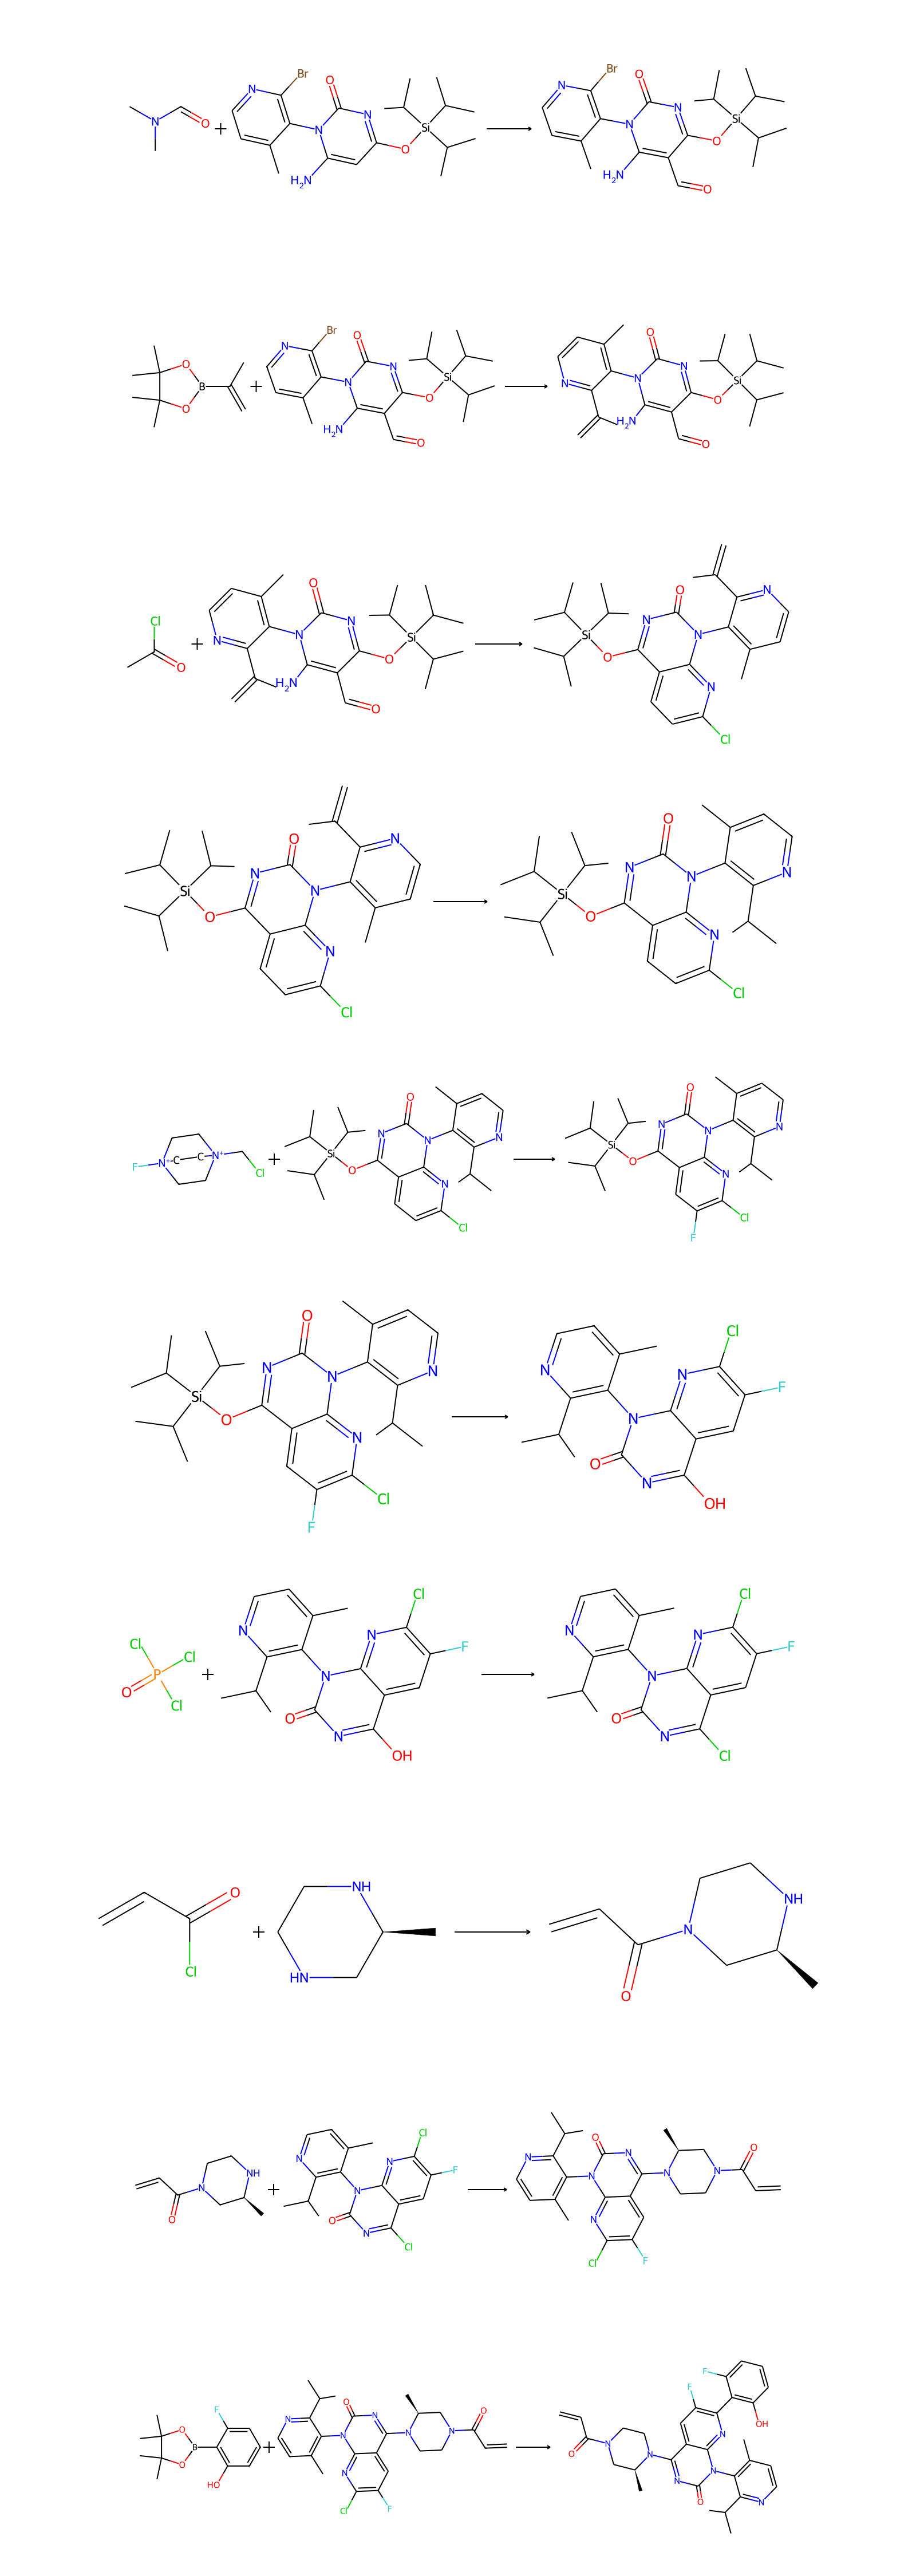 N O + N Br N O N O Si H2N → N Br N O N O Si H2N O
O B O + N Br N O N O Si H2N O → N N O N O Si H2N O
Cl O + N N O N O Si H2N O → Si O N O N N N Cl
Si O N O N N N Cl → Si O N O N N N Cl
F N+ C C N+ Cl + Si O N O N N N Cl → Si O N O N N N Cl F
Si O N O N N N Cl F → N N O N OH N Cl F
Cl Cl P O Cl + N N O N OH N Cl F → N N O N Cl N Cl F
O Cl + NH HN → O N NH
O N NH + N N O N Cl N Cl F → N N O N N N O N Cl F
O B O F HO + N N O N N N O N Cl F → O N N N O N N F F OH N